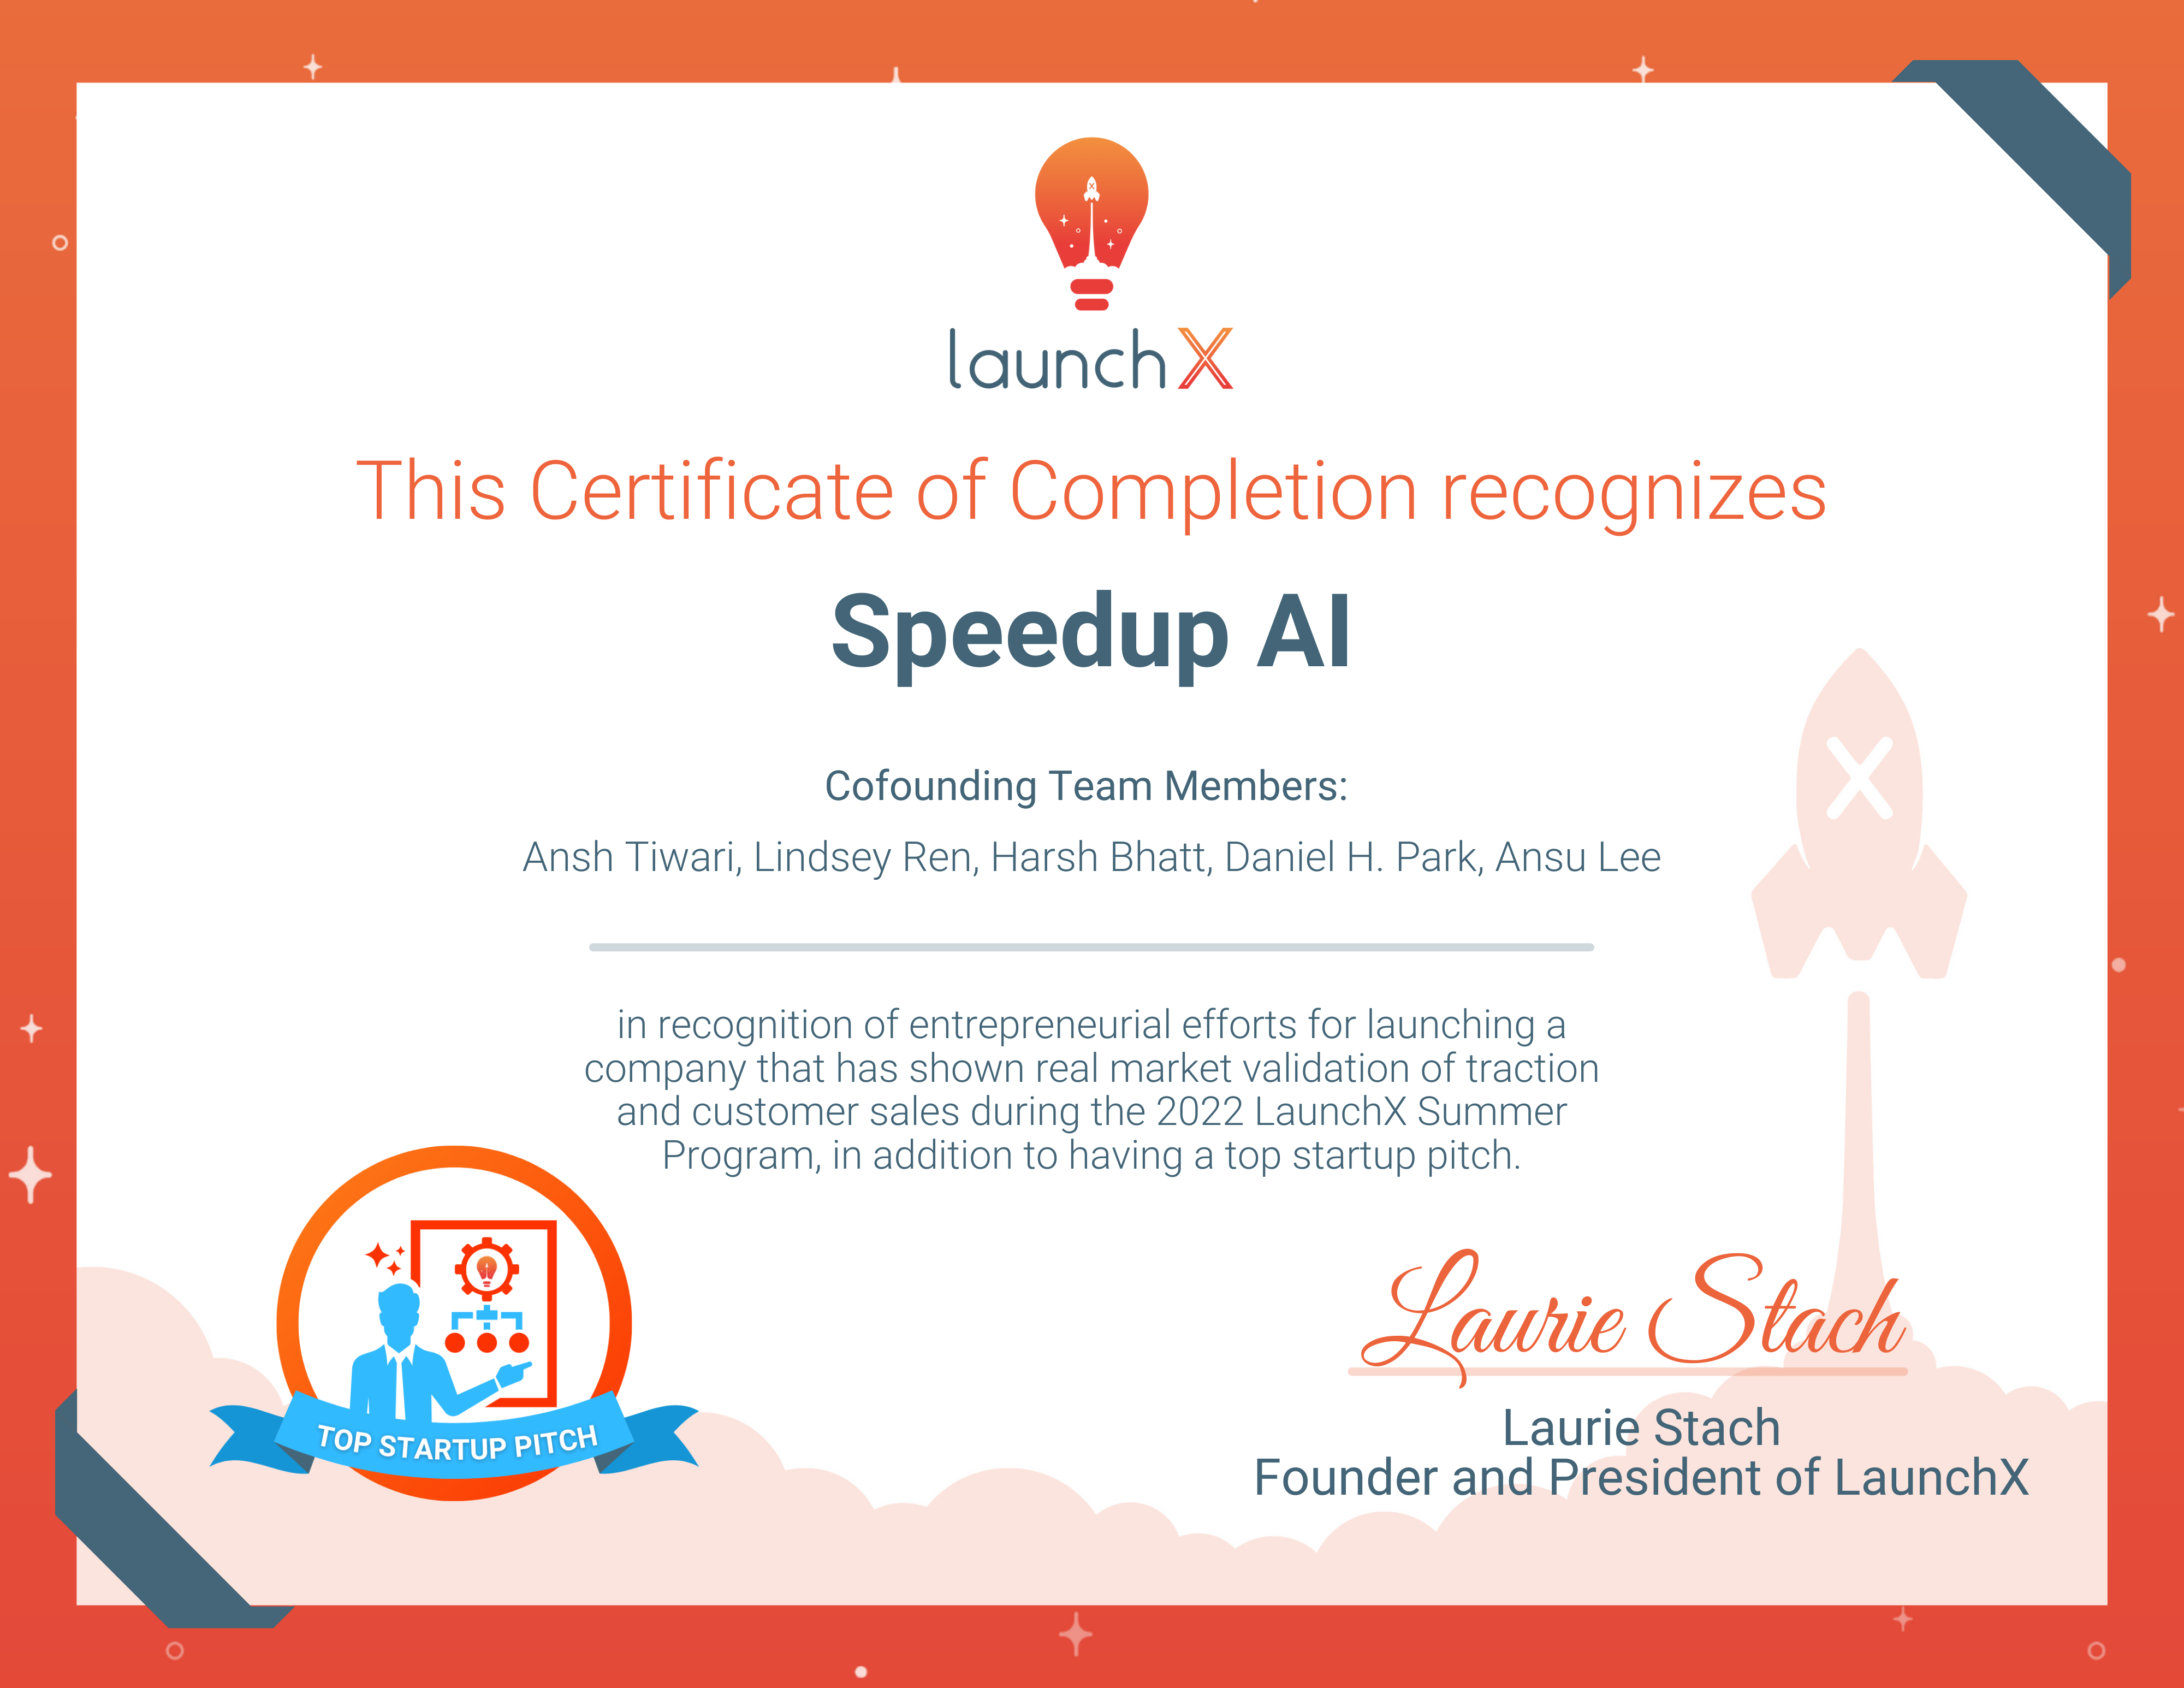 launchX
This Certificate of Completion recognizes
Speedup AI
Cofounding Team Members:
Ansh Tiwari, Lindsey Ren, Harsh Bhatt, Daniel H. Park, Ansu Lee
in recognition of entrepreneurial efforts for launching a
company that has shown real market validation of traction
and customer sales during the 2022 LaunchX Summer
Program, in addition to having a top startup pitch.
TOP STARTUP PITCH
Laurie Stach
Laurie Stach
Founder and President of LaunchX
X